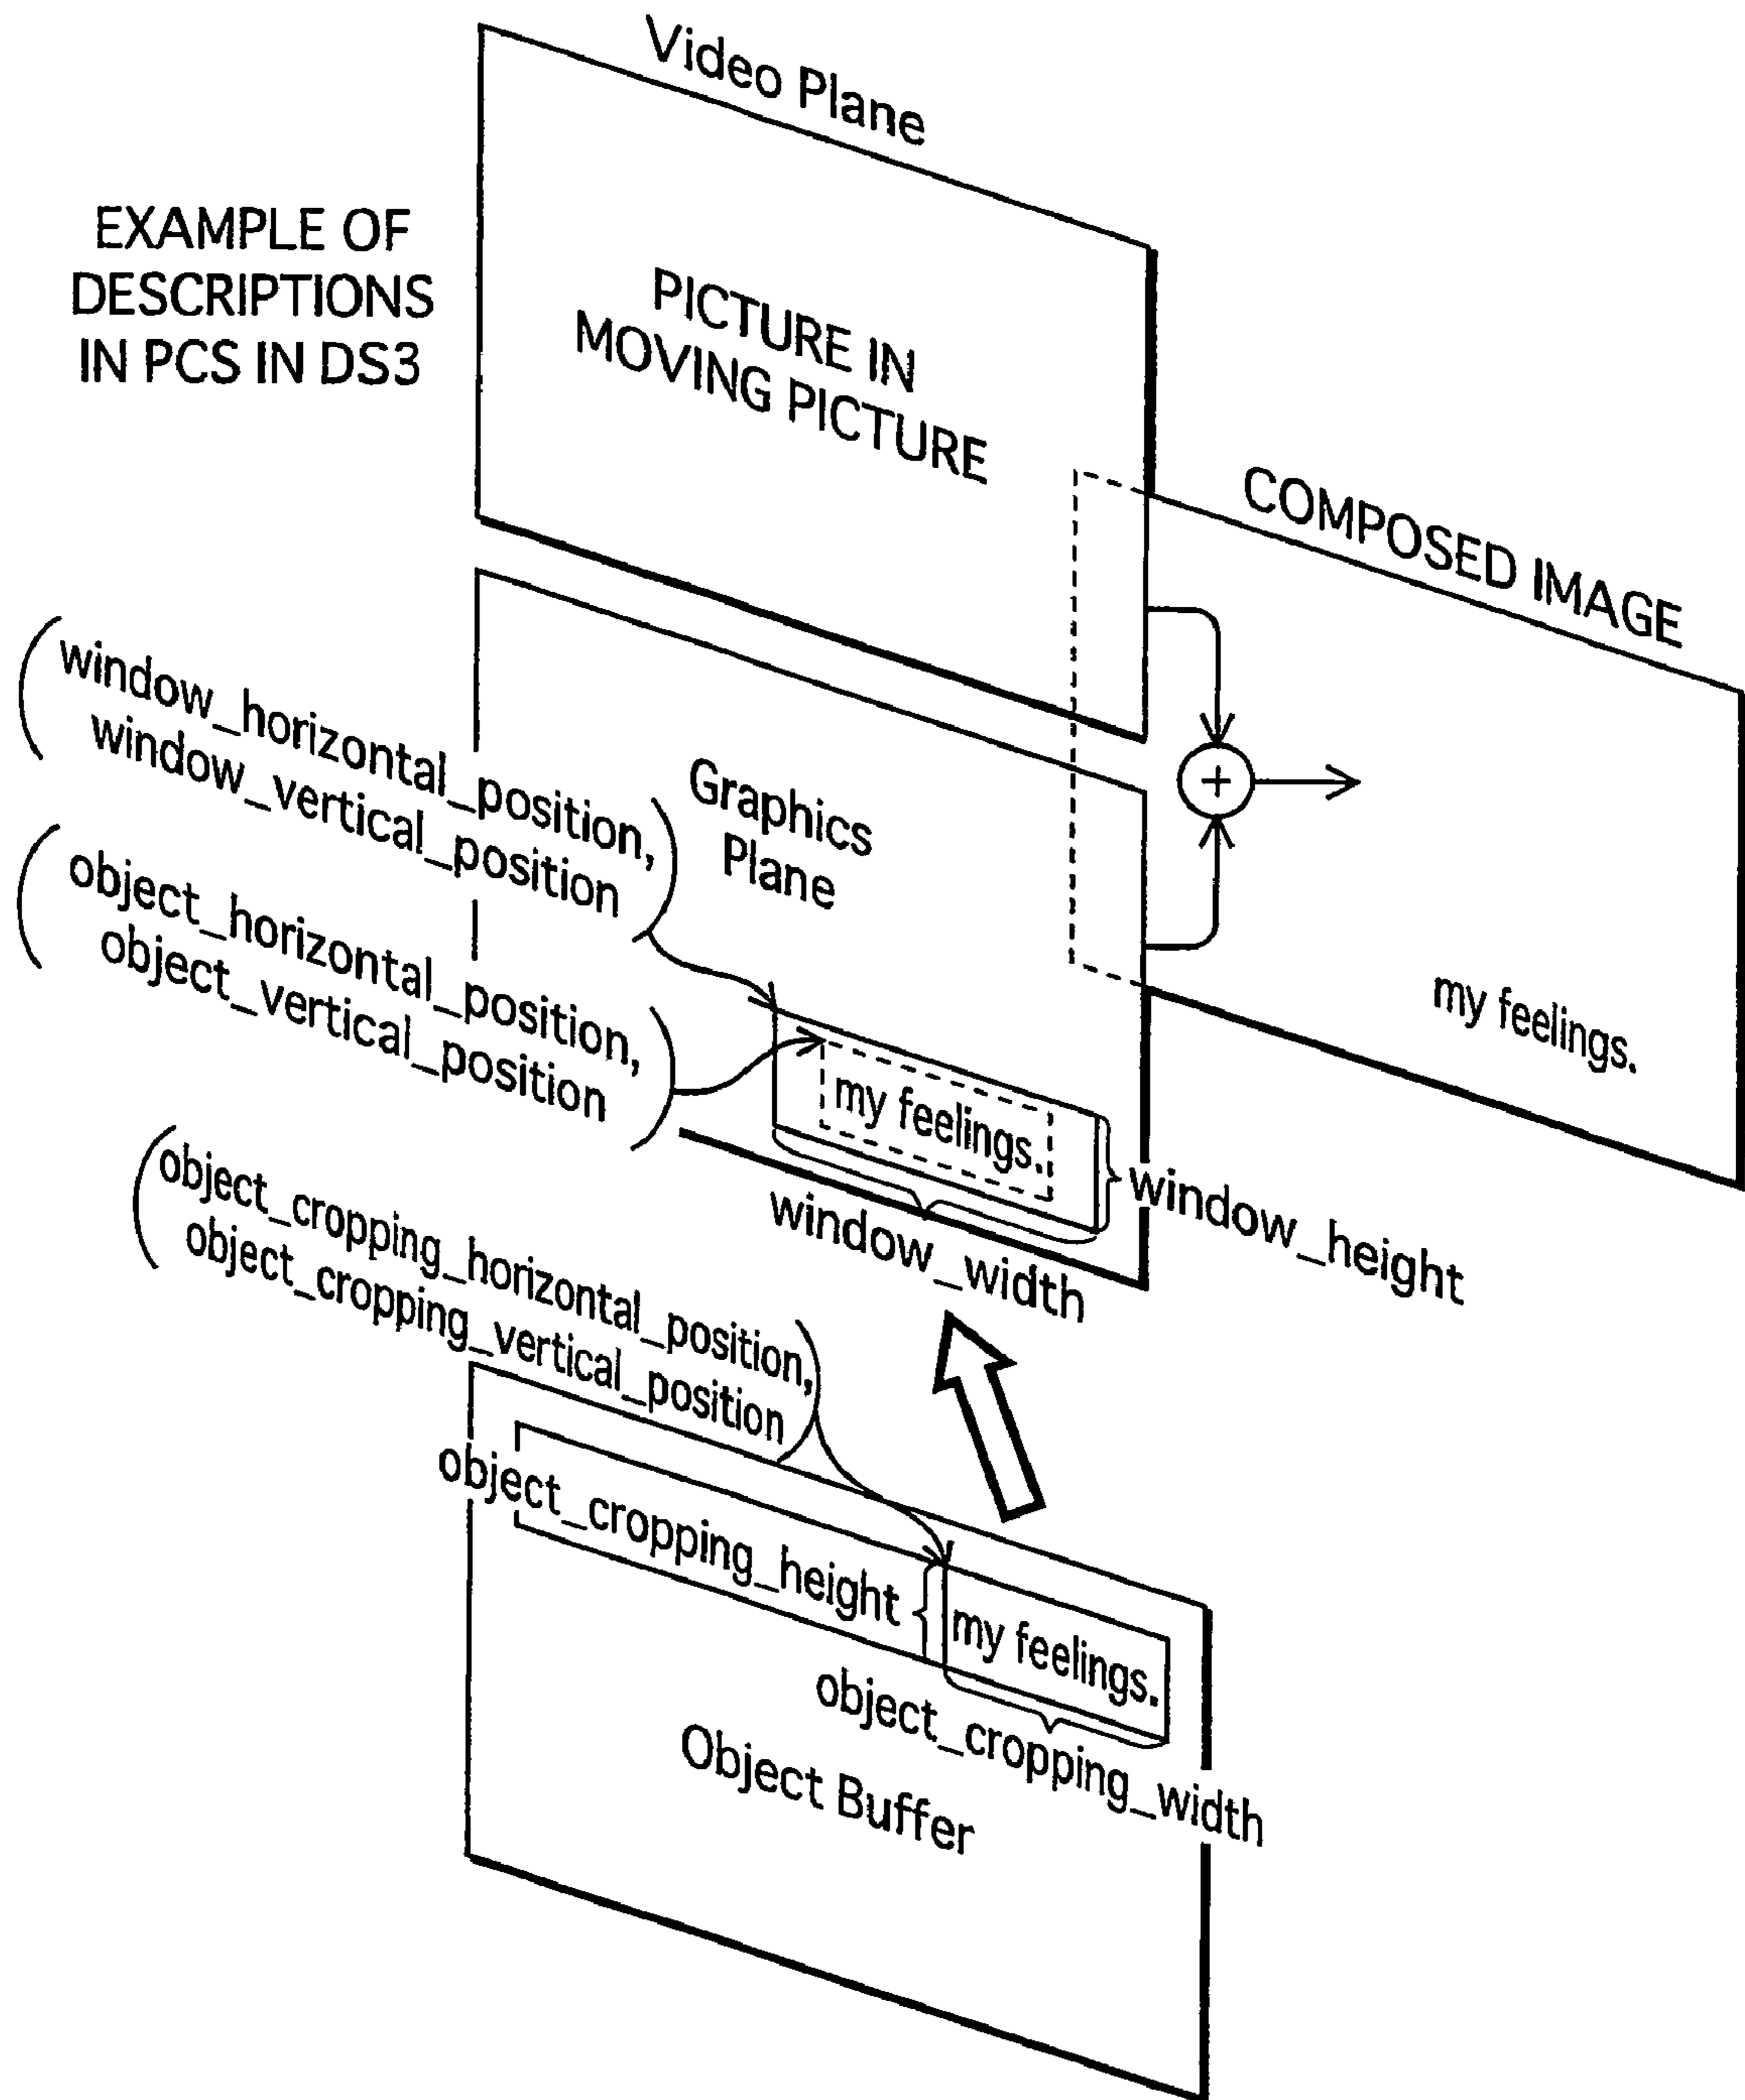 Video Plane
EXAMPLE OF
DESCRIPTIONS
IN PCS IN DS3
PICTURE IN
MOVING PICTURE
COMPOSED IMAGE
(window_horizontal_position,
window_vertical_position)
Graphics
Plane
(object_horizontal_position,
object_vertical_position)
+
my feelings.
my feelings.
window_height
window_width
(object_cropping_horizontal_position,
object_cropping_vertical_position)
object_cropping_height
my feelings.
object_cropping_width
Object Buffer